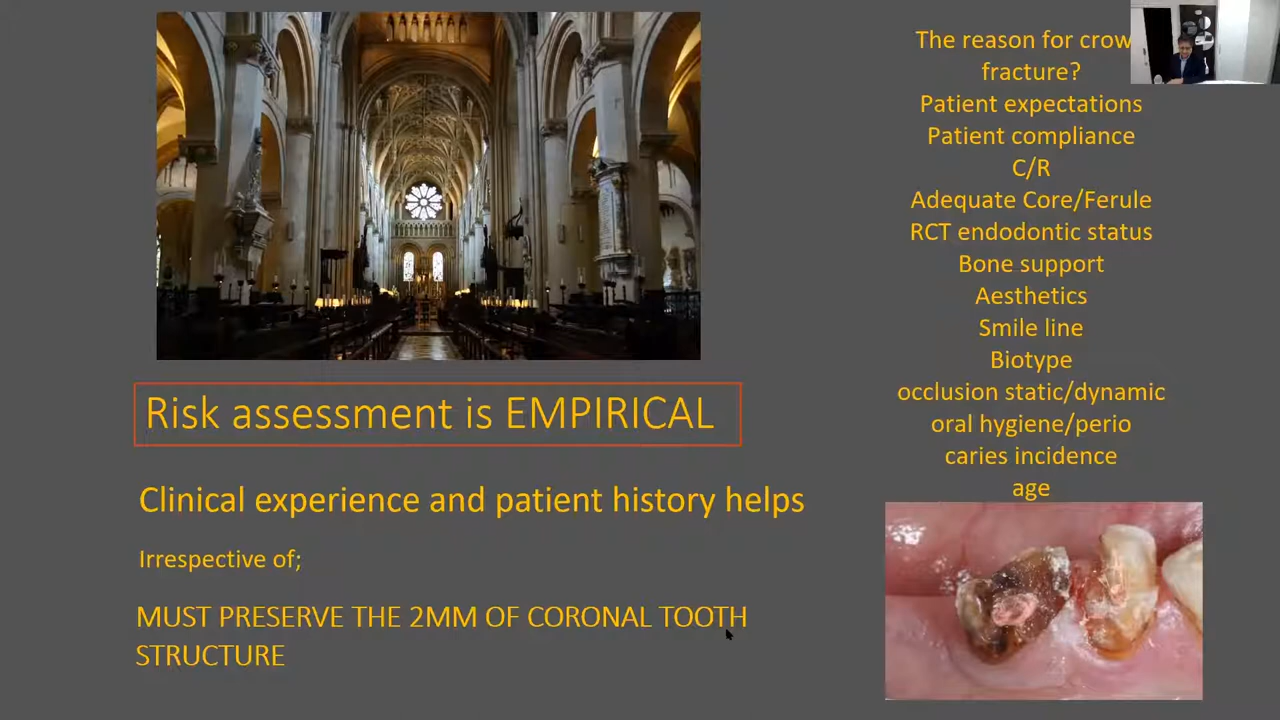 Risk assessment is EMPIRICAL
Clinical experience and patient history helps
Irrespective of;
MUST PRESERVE THE 2MM OF CORONAL TOOTH
STRUCTURE
The reason for
fracture?
Patient expectations
Patient compliance
C/R
Adequate Core/Ferule
RCT endodontic status
Bone support
Aesthetics
Smile line
Biotype
occlusion static/dynamic
oral hygiene/perio
caries incidence
age